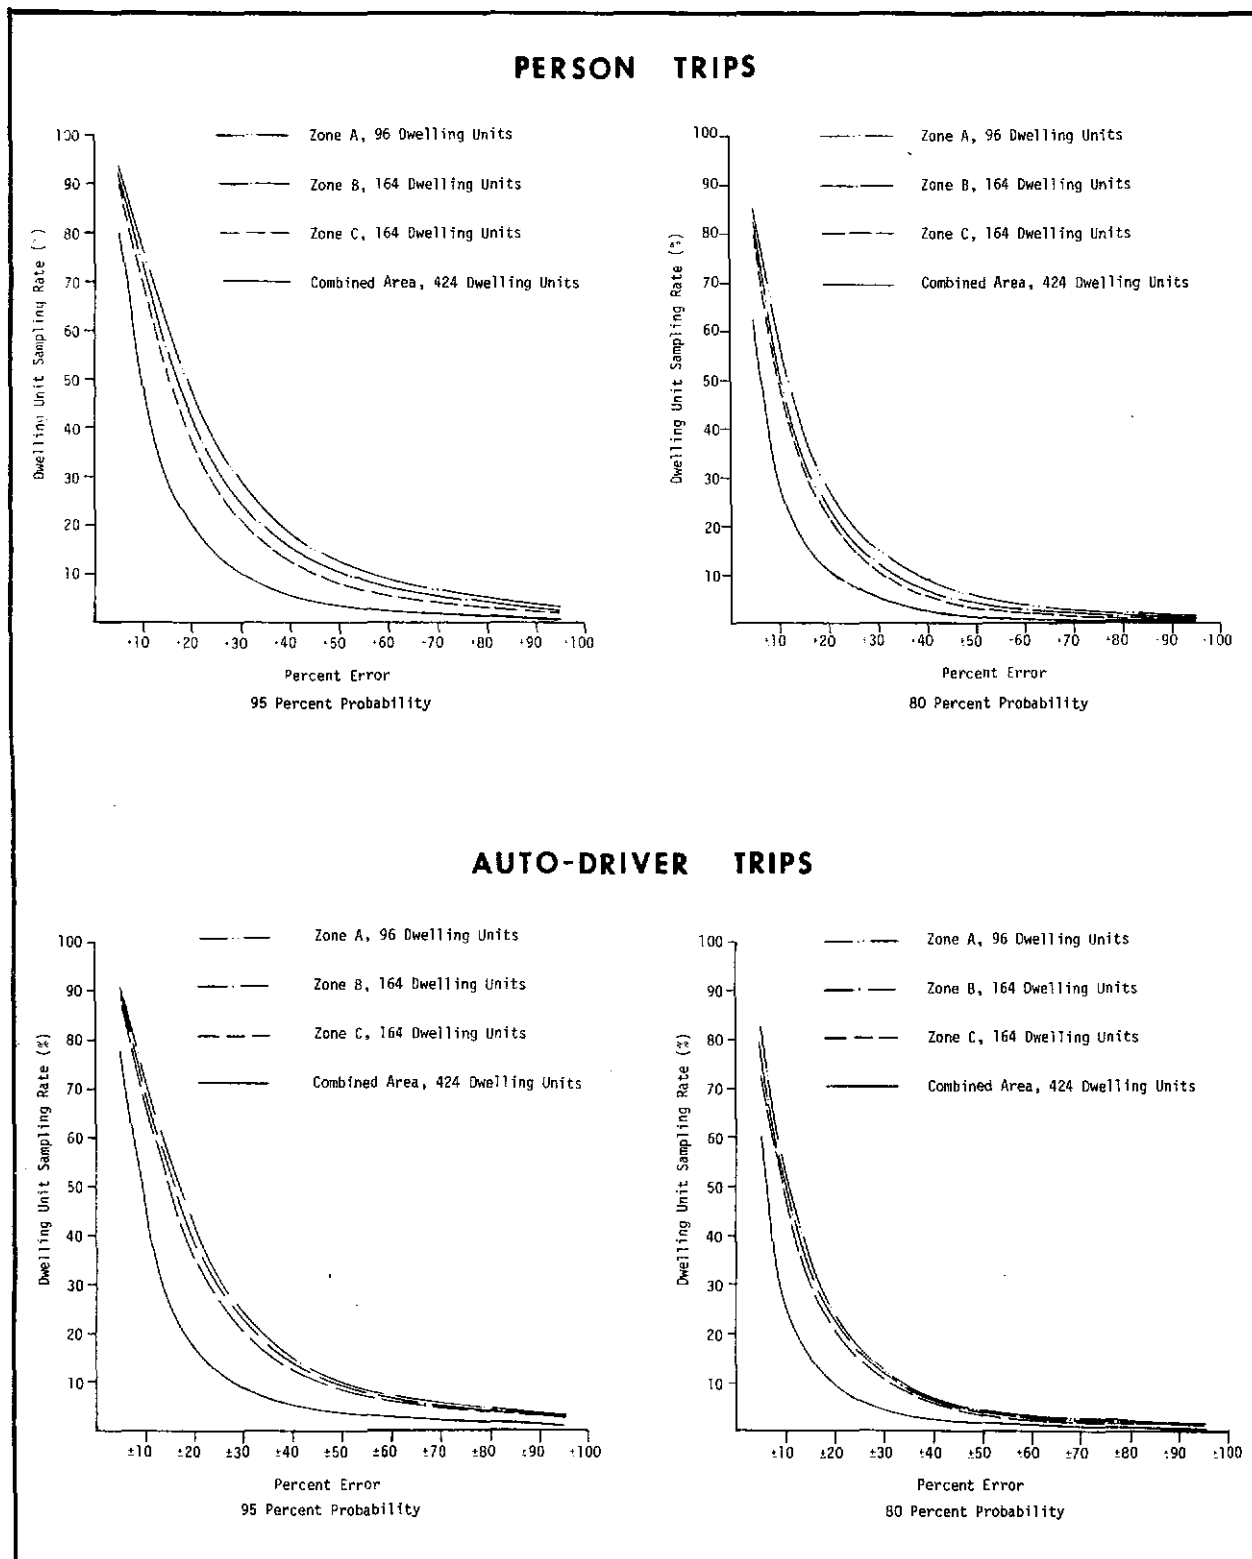 PERSON TRIPS
Zone A, 96 Dwelling Units
Zone B, 164 Dwelling Units
Zone C, 164 Dwelling Units
Combined Area, 424 Dwelling Units
Dwelling Unit Sampling Rate
100
90
80
70
60
50
40
30
20
10
+10 +20 +30 +40 +50 +60 +70 +80 +90 +100
Percent Error
95 Percent Probability
Zone A, 96 Dwelling Units
Zone B, 164 Dwelling Units
Zone C, 164 Dwelling Units
Combined Area, 424 Dwelling Units
Dwelling Unit Sampling Rate (%)
100
90
80
70
60
50
40
30
20
10
±10 +20 ±30 +40 ±50 -60 +70 +80 +90 -100
Percent Error
80 Percent Probability
AUTO-DRIVER TRIPS
Zone A, 96 Dwelling Units
Zone B, 164 Dwelling Units
Zone C, 164 Dwelling Units
Combined Area, 424 Dwelling Units
Dwelling Unit Sampling Rate (%)
100
90
80
70
60
50
40
30
20
10
±10 ±20 ±30 ±40 ±50 ±60 ±70 ±80 ±90 ±100
Percent Error
95 Percent Probability
Zone A, 96 Dwelling Units
Zone B, 164 Dwelling Units
Zone C, 164 Dwelling Units
Combined Area, 424 Dwelling Units
Dwelling Unit Sampling Rate (%)
100
90
80
70
60
50
40
30
20
10
±10 ±20 ±30 ±40 ±50 ±60 ±70 ±80 ±90 ±100
Percent Error
80 Percent Probability